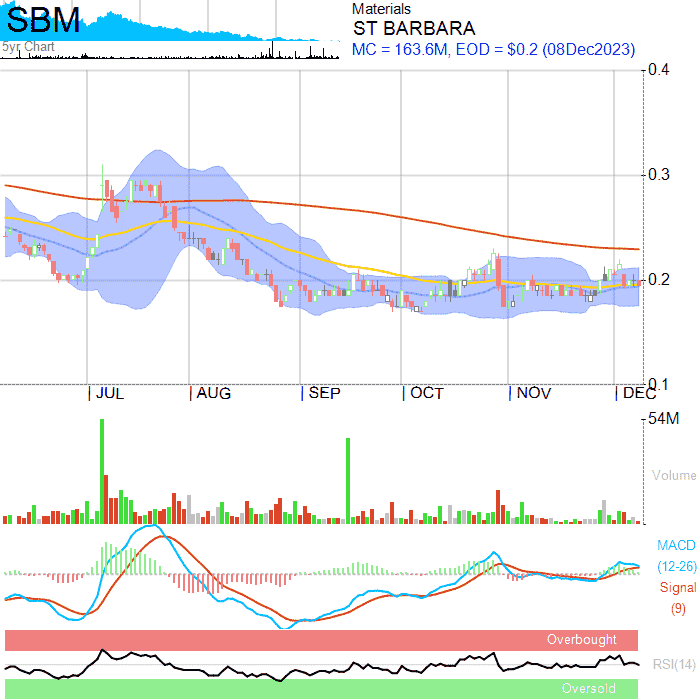 SBM
Materials
ST BARBARA
MC = 163.6M, EOD = $0.2 (08Dec2023)
5yr Chart
0.4
0.3
0.2
0.1
JUL AUG SEP OCT NOV DEC
54M
Volume
MACD
(12-26)
Signal
(9)
Overbought
RSI(14)
Oversold